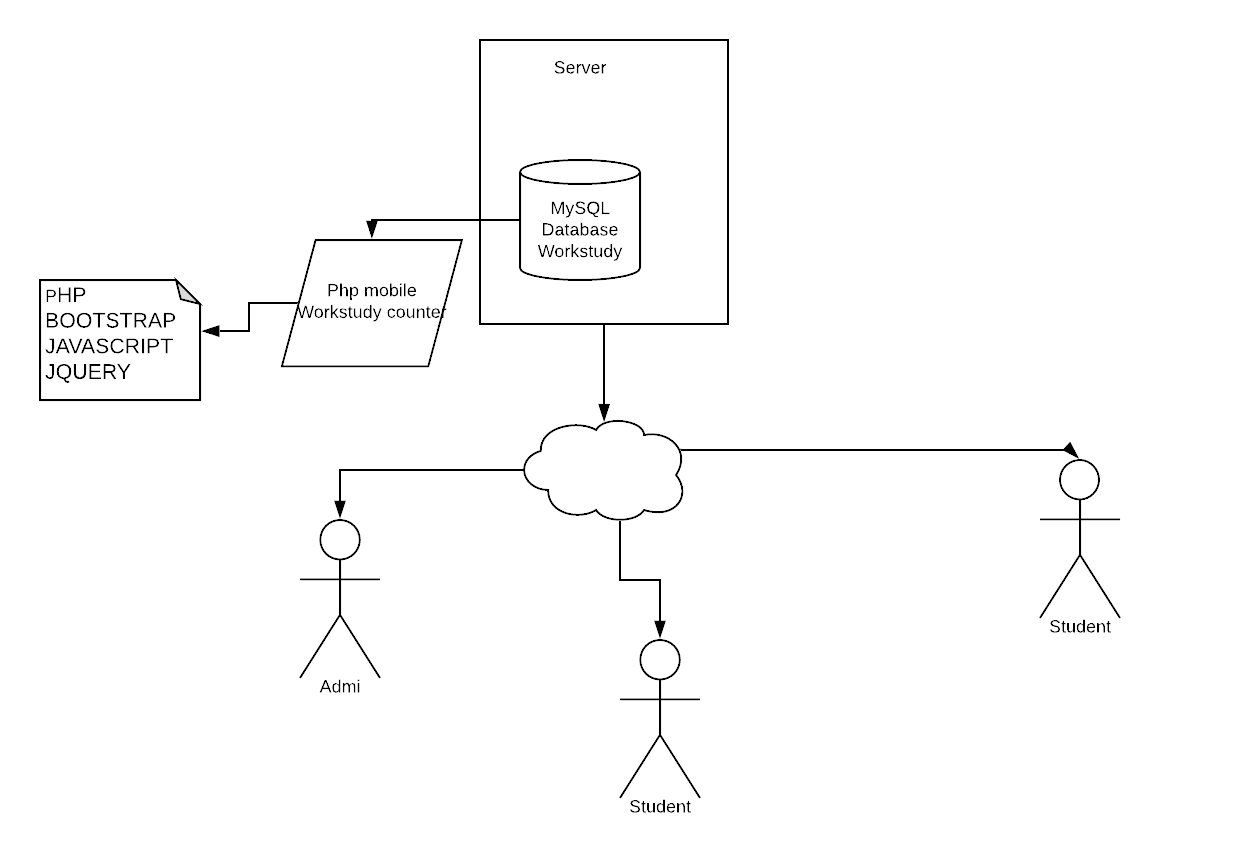 Server
MySQL
Database
Workstudy
Php mobile
Workstudy counter
PHP
BOOTSTRAP
JAVASCRIPT
JQUERY
Admi
Student
Student